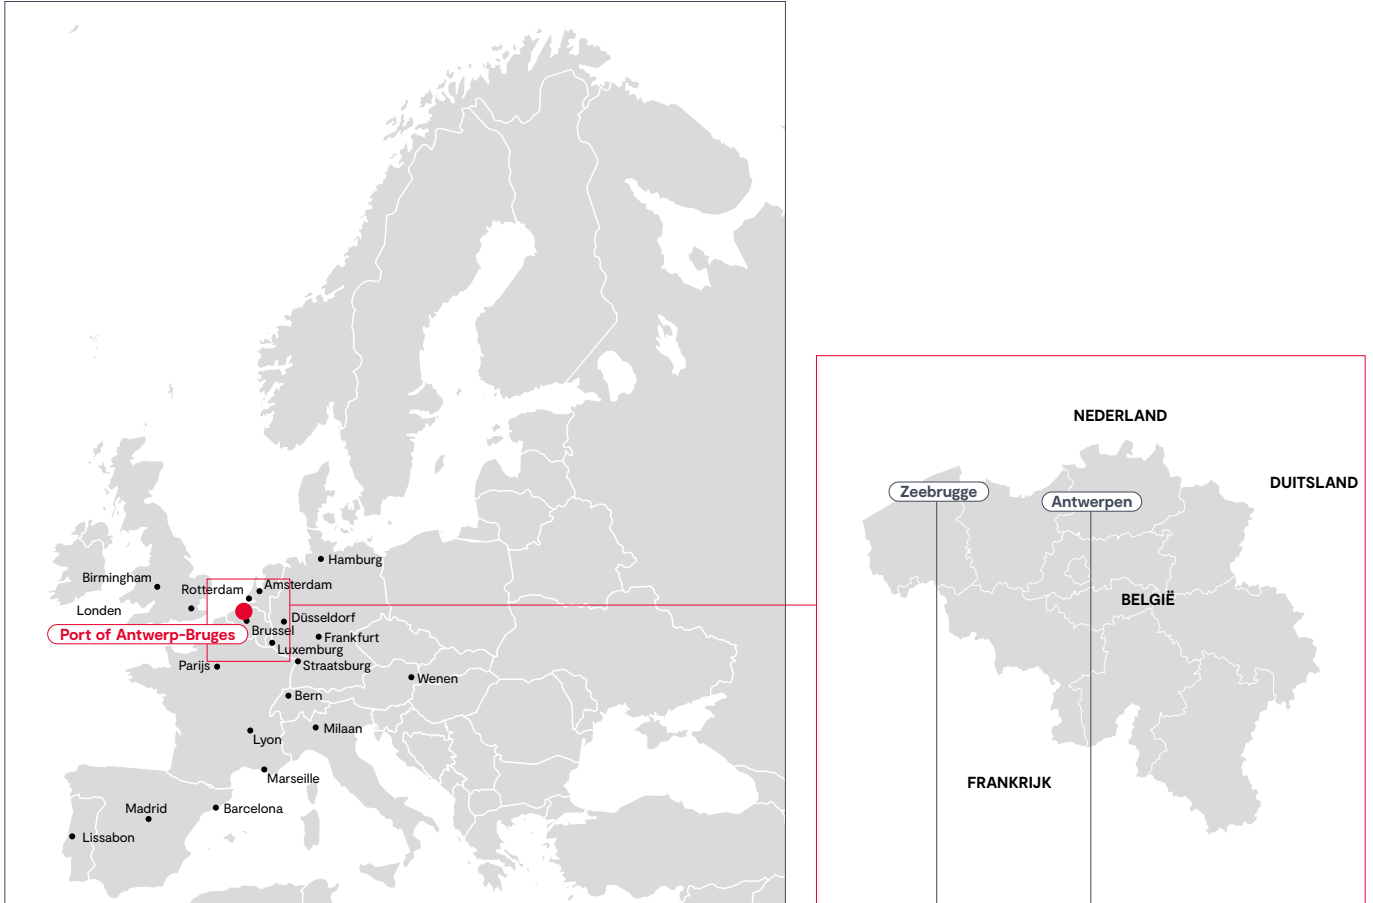 Hamburg
Birmingham
Amsterdam
Rotterdam
Londen
Düsseldorf
Brussel
Port of Antwerp-Bruges
Frankfurt
Luxemburg
Parijs
Straatsburg
Wenen
Bern
Milaan
Lyon
Marseille
Madrid
Barcelona
Lissabon
NEDERLAND
DUITSLAND
Zeebrugge
Antwerpen
BELGIË
FRANKRIJK